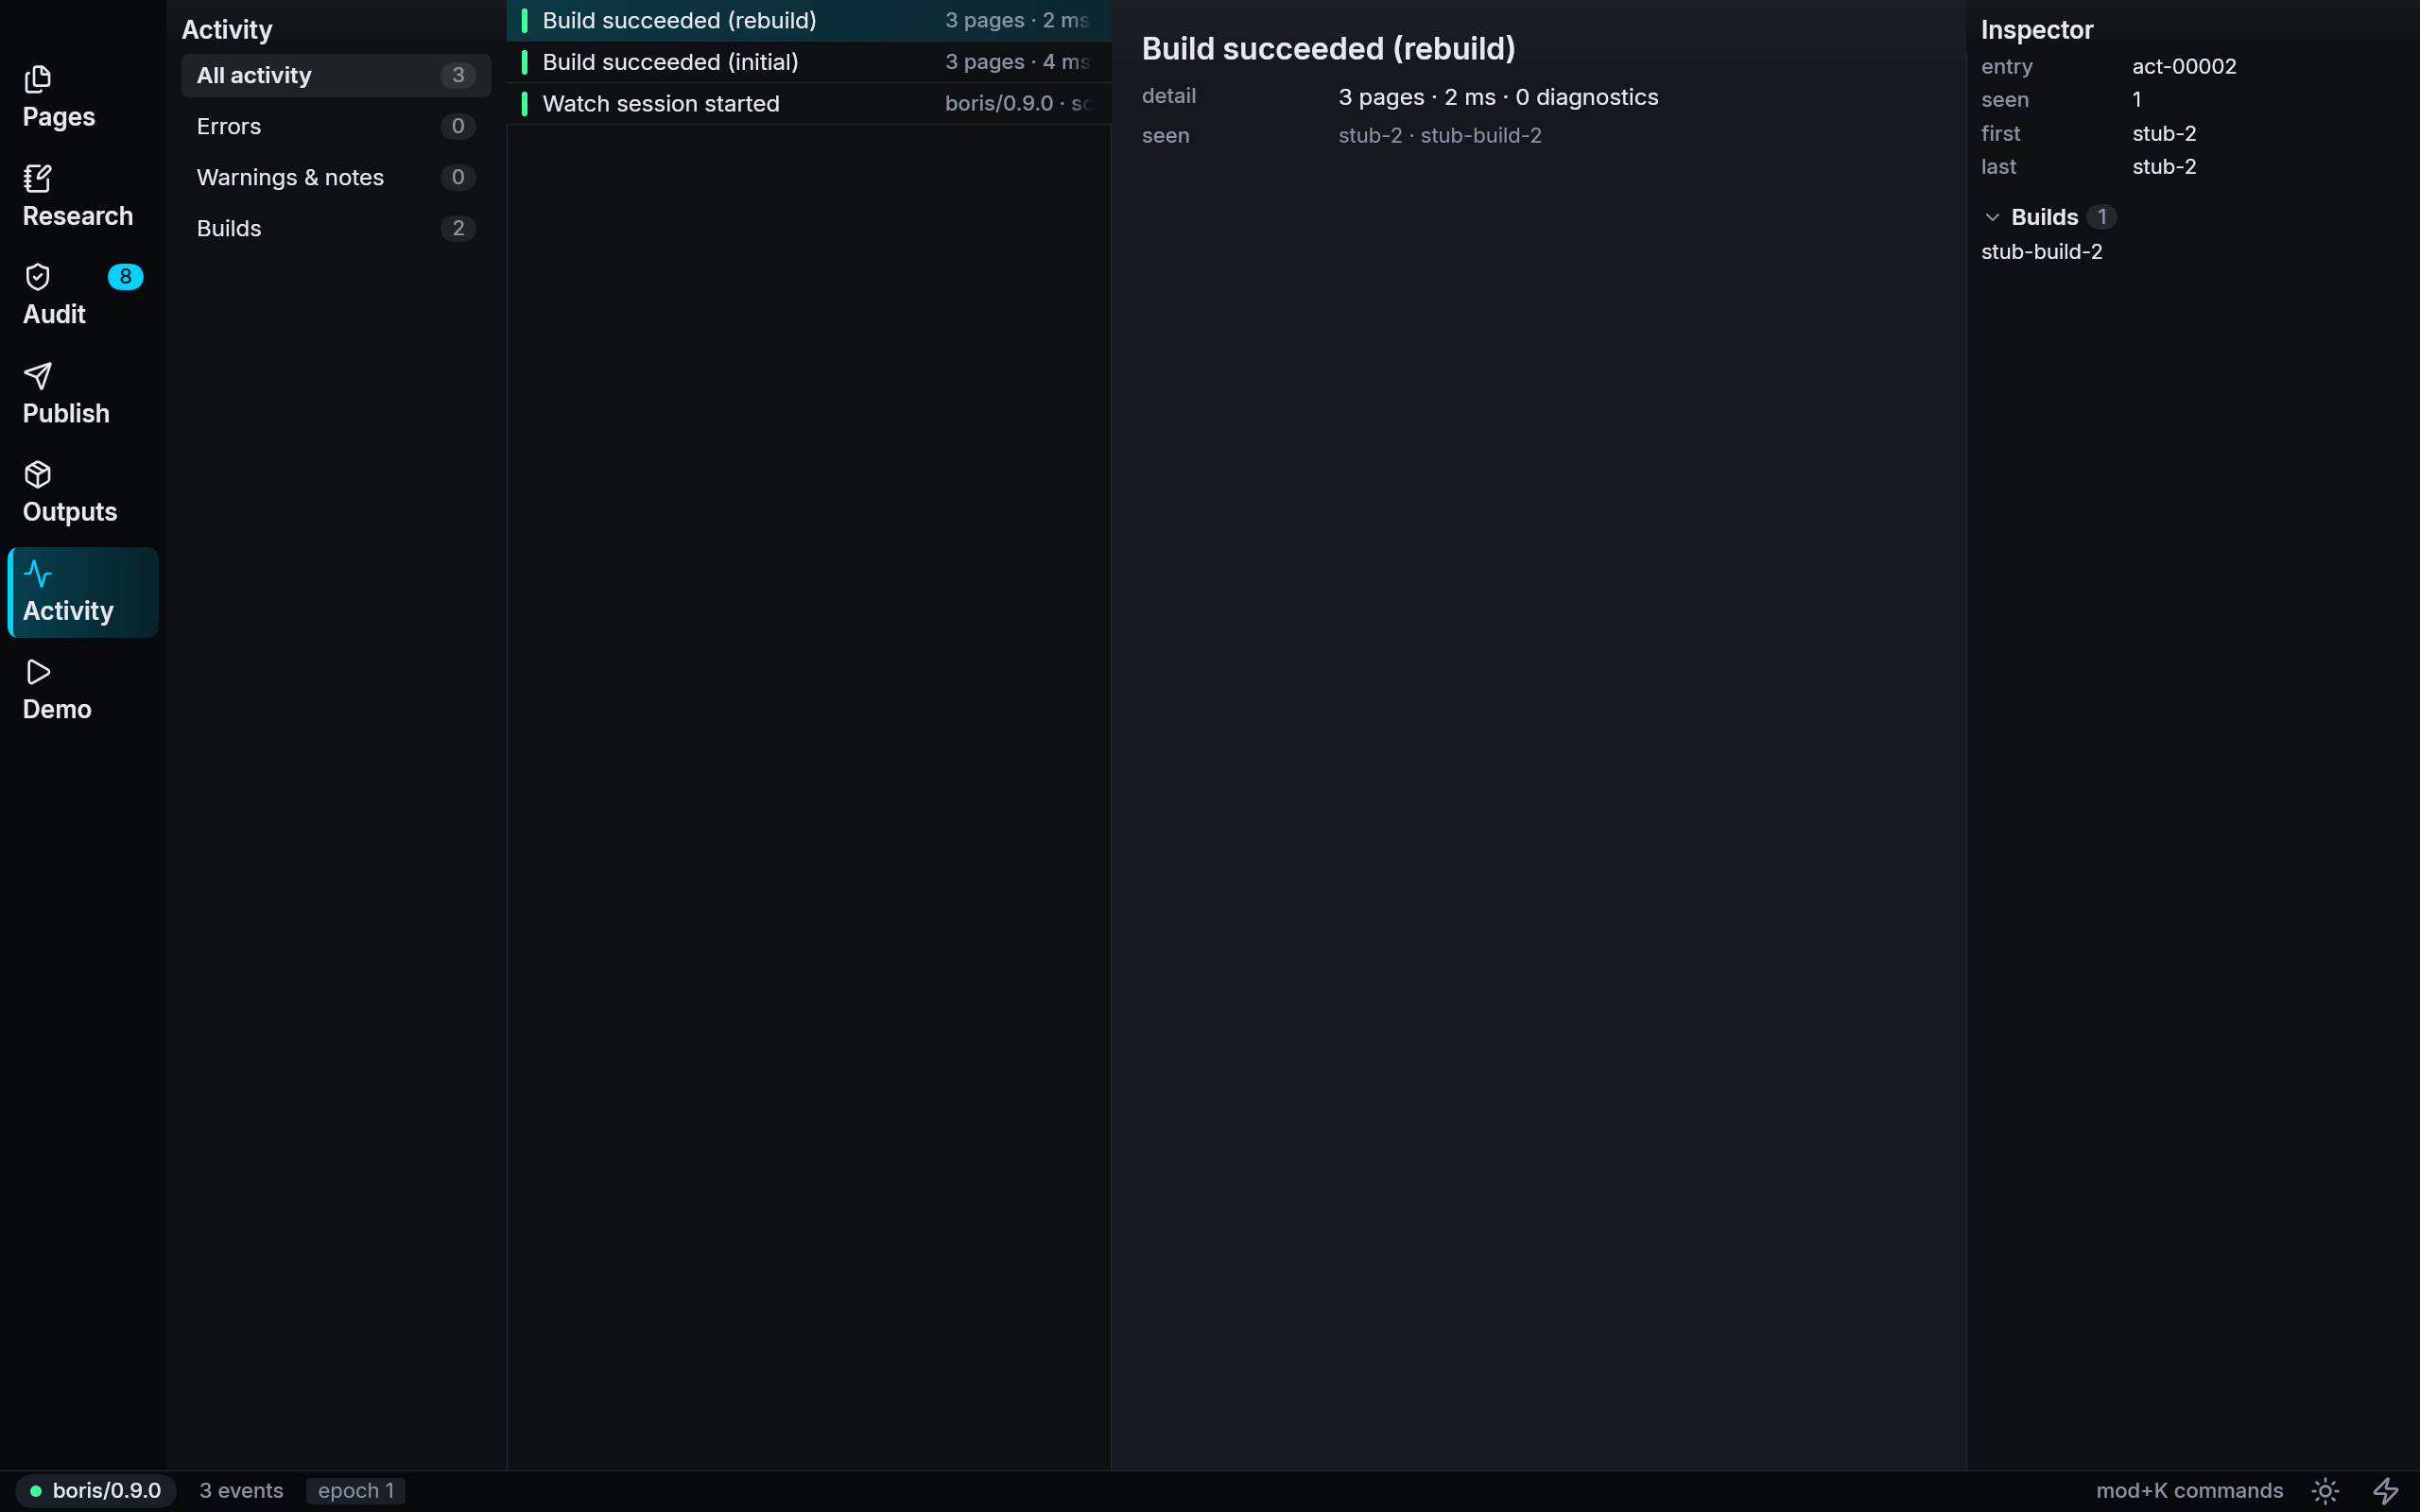 Pages
Research
8
Audit
Publish
Outputs
Activity
Demo
Activity
All activity 3
Errors 0
Warnings & notes 0
Builds 2
Build succeeded (rebuild) 3 pages · 2 ms
Build succeeded (initial) 3 pages · 4 ms
Watch session started boris/0.9.0 ·
Build succeeded (rebuild)
detail 3 pages · 2 ms · 0 diagnostics
seen stub-2 · stub-build-2
Inspector
entry act-00002
seen 1
first stub-2
last stub-2
Builds 1
stub-build-2
boris/0.9.0 3 events epoch 1 mod+K commands